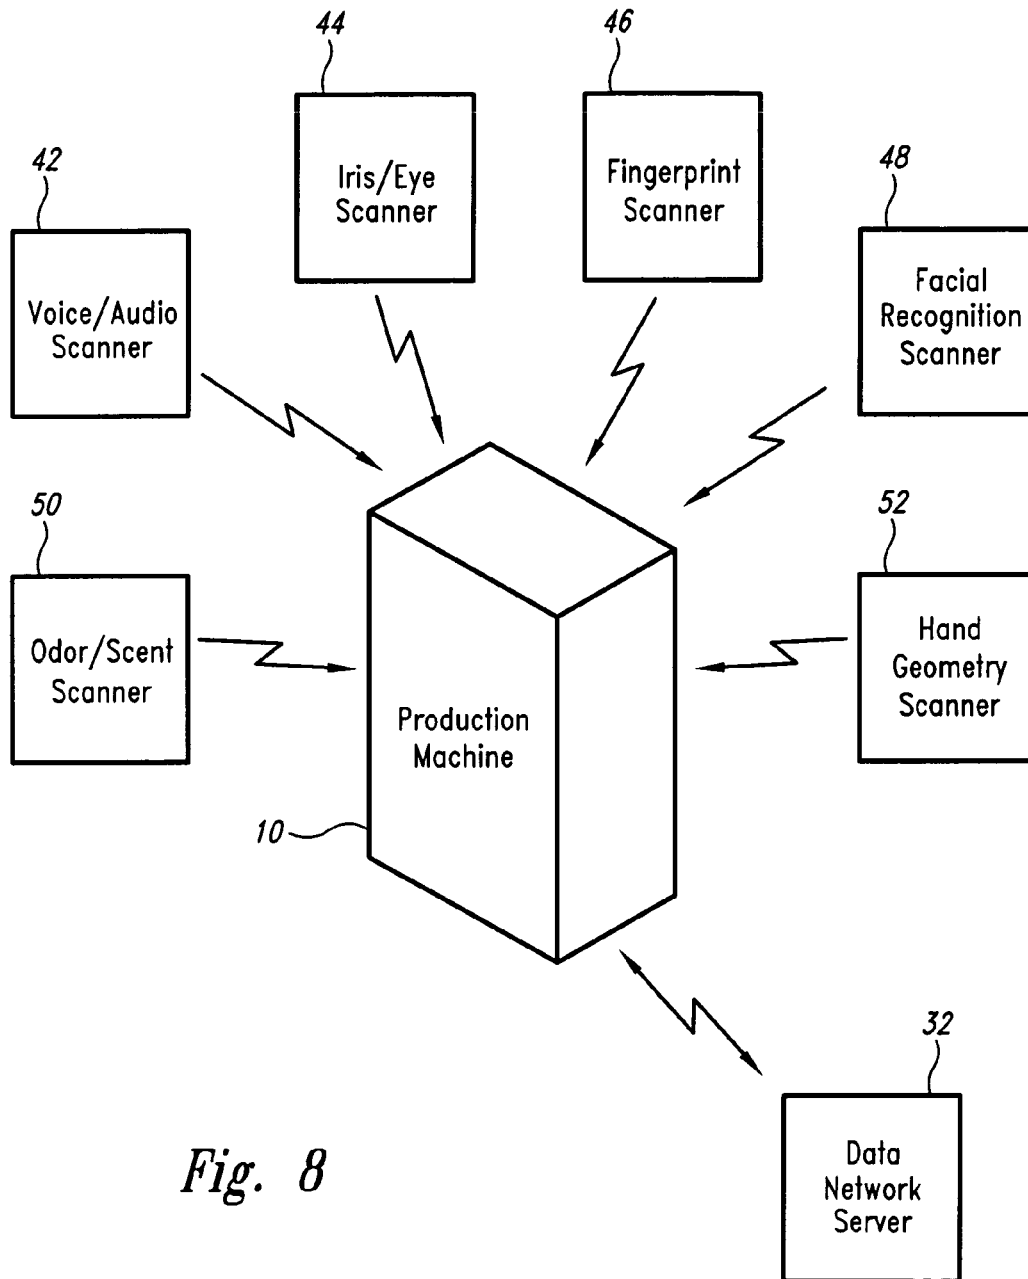 44
46
42
48
Iris/Eye
Scanner
Fingerprint
Scanner
Voice/Audio
Scanner
Facial
Recognition
Scanner
50
52
Odor/Scent
Scanner
Hand
Geometry
Scanner
Production
Machine
10
32
Data
Network
Server
Fig. 8